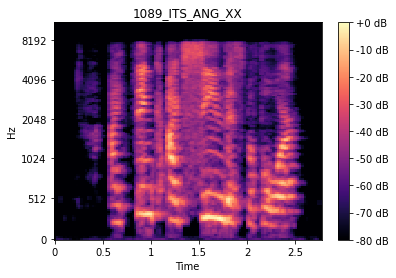 1089_ITS_ANG_XX
+0 dB
8192
-10 dB
4096
-20 dB
-30 dB
2048
Hz
-40 dB
1024
-50 dB
512
-60 dB
-70 dB
0
-80 dB
0 0.5 1 1.5 2 2.5
Time